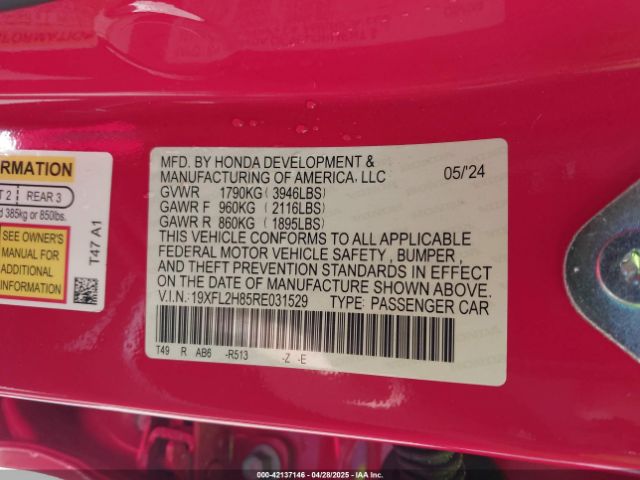 MFD. BY HONDA DEVELOPMENT &
MANUFACTURING OF AMERICA, LLC 05/'24
GVWR 1790KG (3946LBS)
GAWR F 960KG (2116LBS)
GAWR R 860KG (1895LBS)
THIS VEHICLE CONFORMS TO ALL APPLICABLE
FEDERAL MOTOR VEHICLE SAFETY, BUMPER,
AND THEFT PREVENTION STANDARDS IN EFFECT
ON THE DATE OF MANUFACTURE SHOWN ABOVE.
V.I.N.:19XFL2H85RE031529 TYPE: PASSENGER CAR
T49 R AB6 -R513 -Z -E
REAR 3
385kg or 850lbs.
SEE OWNER'S
MANUAL FOR
ADDITIONAL
INFORMATION
T47 A1
000-42137146 | 04/28/2025 | IAA, Inc.